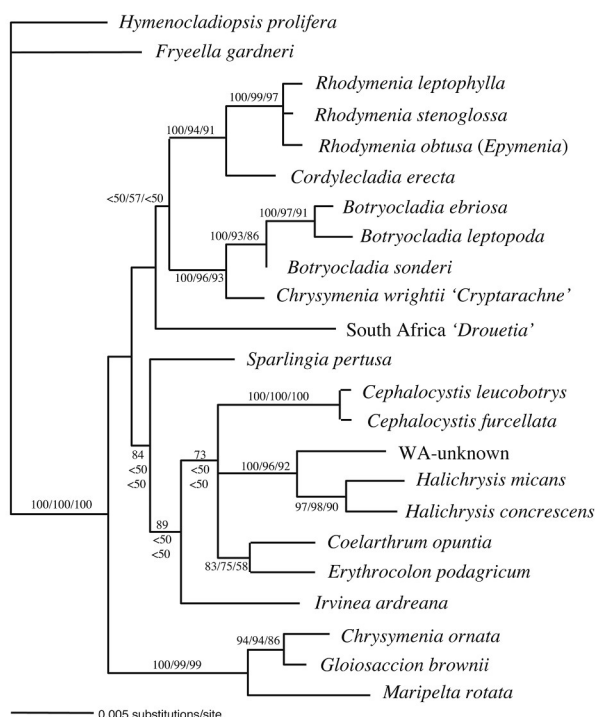 Hymenocladiopsis prolifera
Fryeella gardneri
Rhodymenia leptophylla
100/99/97
Rhodymenia stenoglossa
100/94/91
Rhodymenia obtusa (Epymenia)
Cordylecladia erecta
<50/57/<50
Botryocladia ebriosa
100/97/91
Botryocladia leptopoda
100/93/86
Botryocladia sonderi
100/96/93
Chrysymenia wrightii ‘Cryptarachne’
South Africa ‘Drouetia’
Sparlingia pertusa
Cephalocystis leucobotrys
100/100/100
Cephalocystis furcellata
84
<50
<50
73
<50
<50
WA-unknown
100/96/92
Halichrysis micans
97/98/90
Halichrysis concrescens
100/100/100
89
<50
<50
Coelarthrum opuntia
83/75/58
Erythrocolon podagricum
Irvinea ardreana
Chrysymenia ornata
94/94/86
Gloiosaccion brownii
100/99/99
Maripelta rotata
0.005 substitutions/site